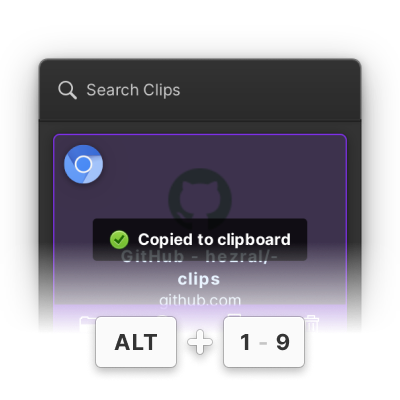 Search Clips
Copied to clipboard
GitHub - hezral/-
clips
github.com
ALT + 1 - 9